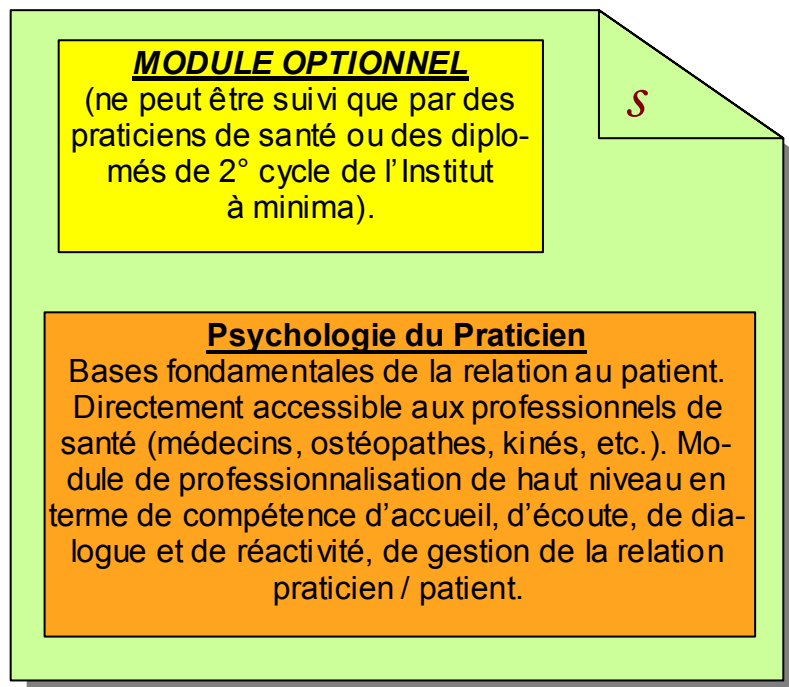 MODULE OPTIONNEL
(ne peut être suivi que par des
praticiens de santé ou des diplo-
més de 2° cycle de l'Institut
à minima).
s
Psychologie du Praticien
Bases fondamentales de la relation au patient.
Directement accessible aux professionnels de
santé (médecins, ostéopathes, kinés, etc.). Mo-
dule de professionnalisation de haut niveau en
terme de compétence d'accueil, d'écoute, de dia-
logue et de réactivité, de gestion de la relation
praticien / patient.